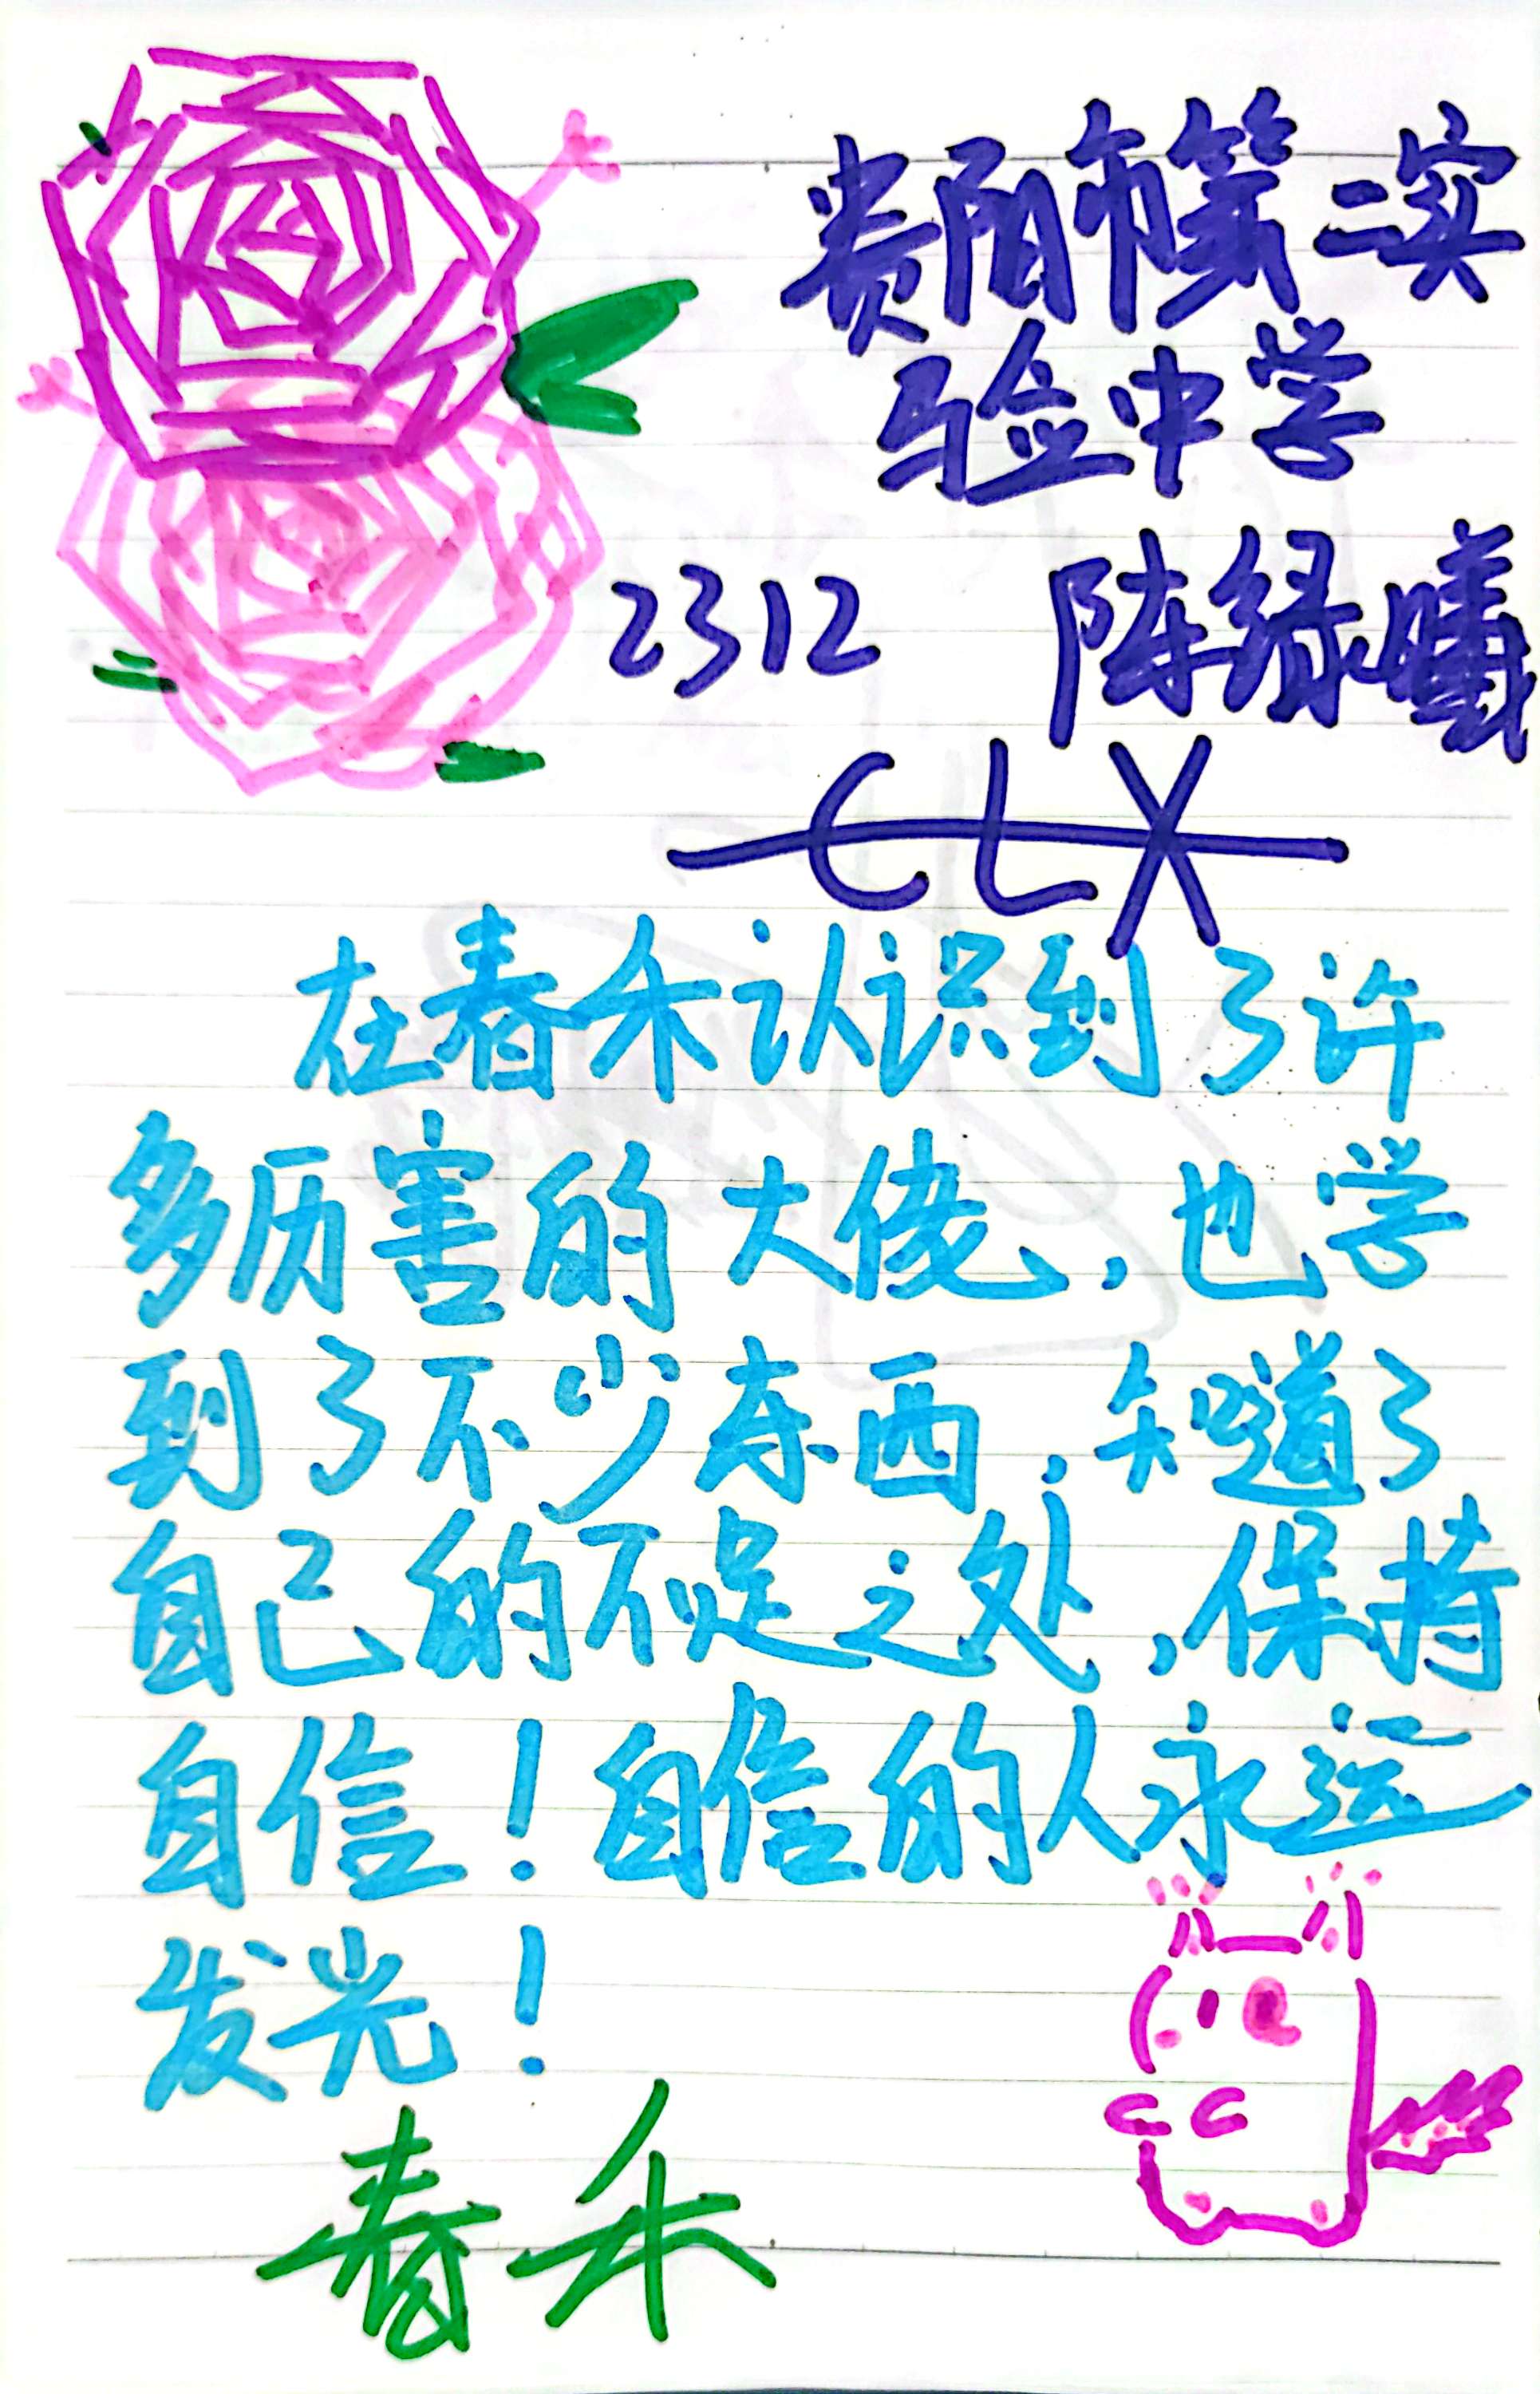 贵阳市第二实
验中学
2312 陈绿曦
CLX
在春禾认识到了许
多厉害的大佬,也学
到了不少东西,知道了
自己的不足之处,保持
自信!自信的人永远
发光!
春禾